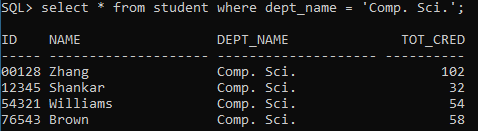 SQL> select * from student where dept_name = 'Comp. Sci.';
ID    NAME                 DEPT_NAME              TOT_CRED
----- -------------------- -------------------- ----------
00128 Zhang                Comp. Sci.                  102
12345 Shankar              Comp. Sci.                   32
54321 Williams             Comp. Sci.                   54
76543 Brown                Comp. Sci.                   58